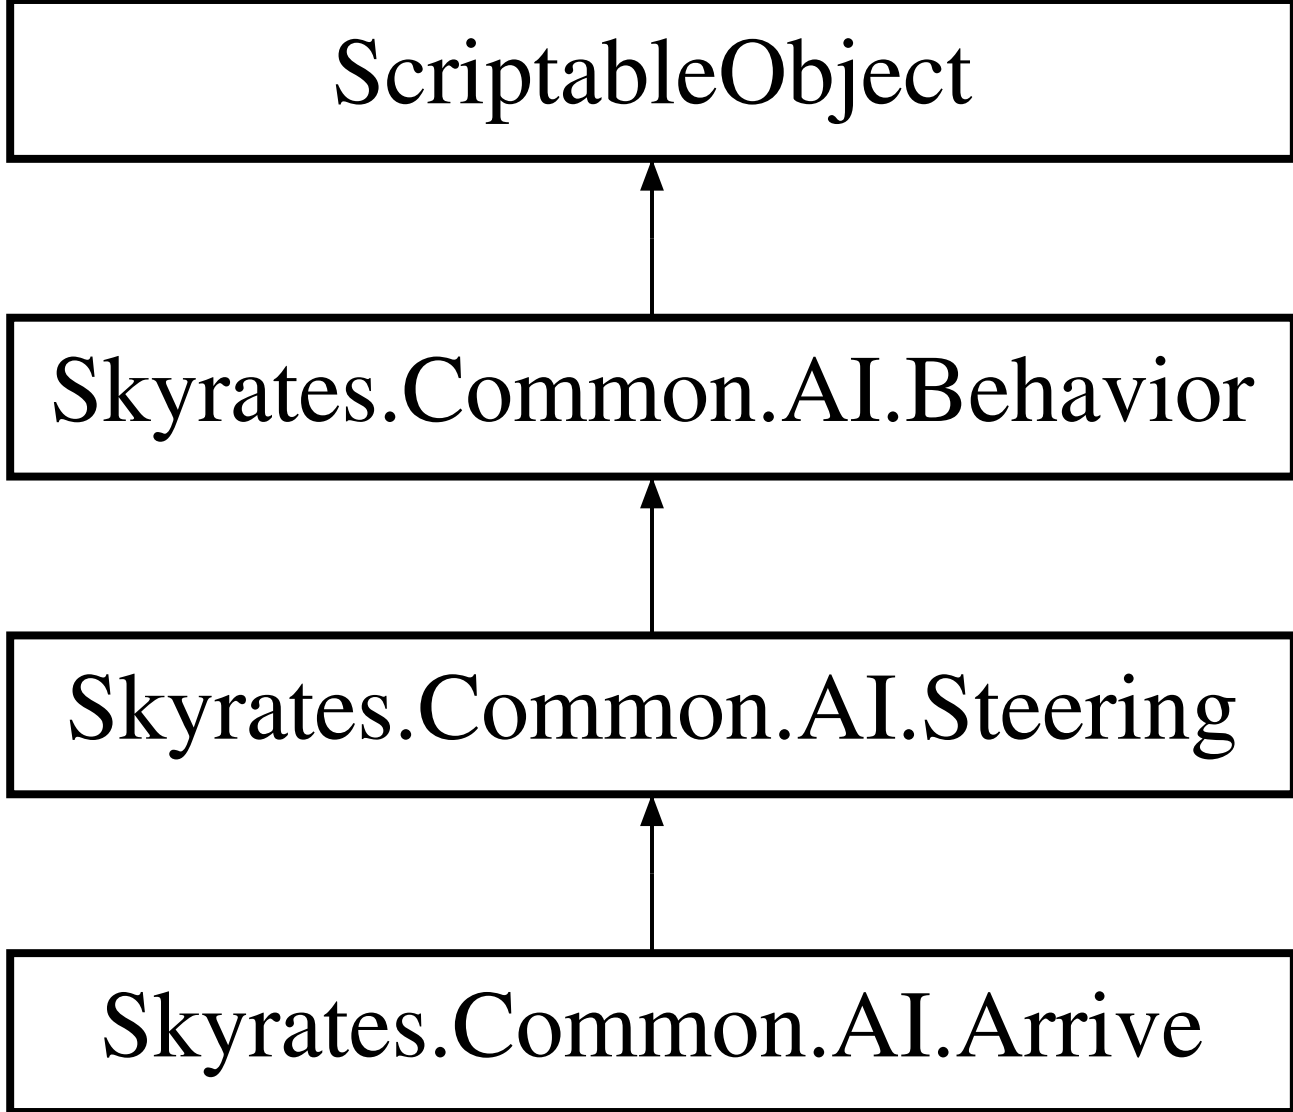 ScriptableObject
Skyrates.Common.AI.Behavior
Skyrates.Common.AI.Steering
Skyrates.Common.AI.Arrive